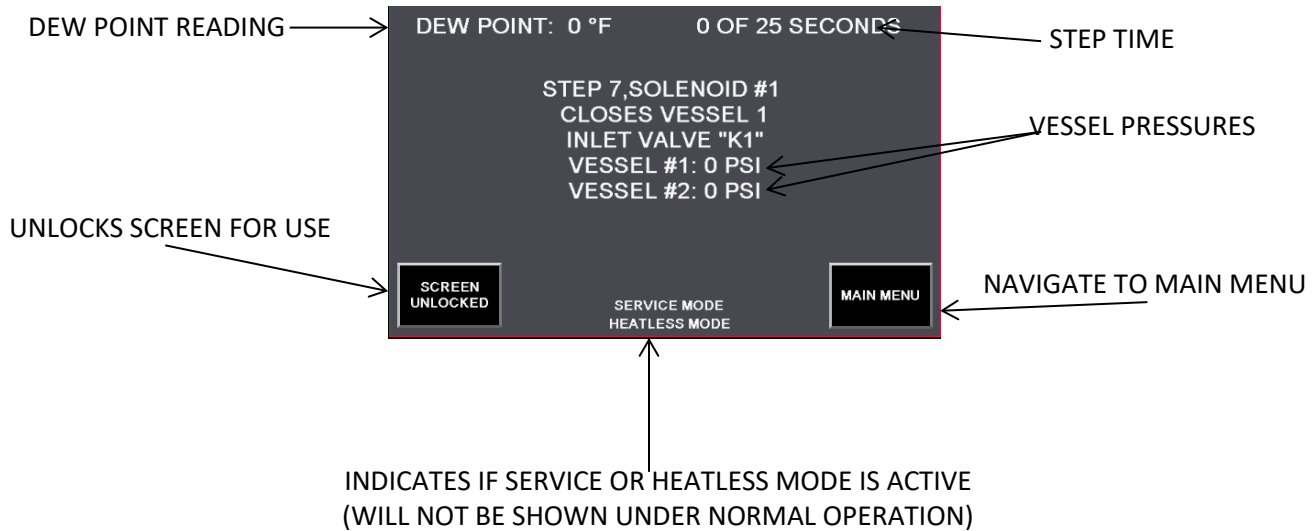 DEW POINT READING
DEW POINT: 0 °F
0 OF 25 SECONDS
STEP TIME
STEP 7,SOLENOID #1
CLOSES VESSEL 1
INLET VALVE "K1"
VESSEL #1: 0 PSI
VESSEL #2: 0 PSI
VESSEL PRESSURES
UNLOCKS SCREEN FOR USE
SCREEN
UNLOCKED
SERVICE MODE
HEATLESS MODE
MAIN MENU
NAVIGATE TO MAIN MENU
INDICATES IF SERVICE OR HEATLESS MODE IS ACTIVE
(WILL NOT BE SHOWN UNDER NORMAL OPERATION)